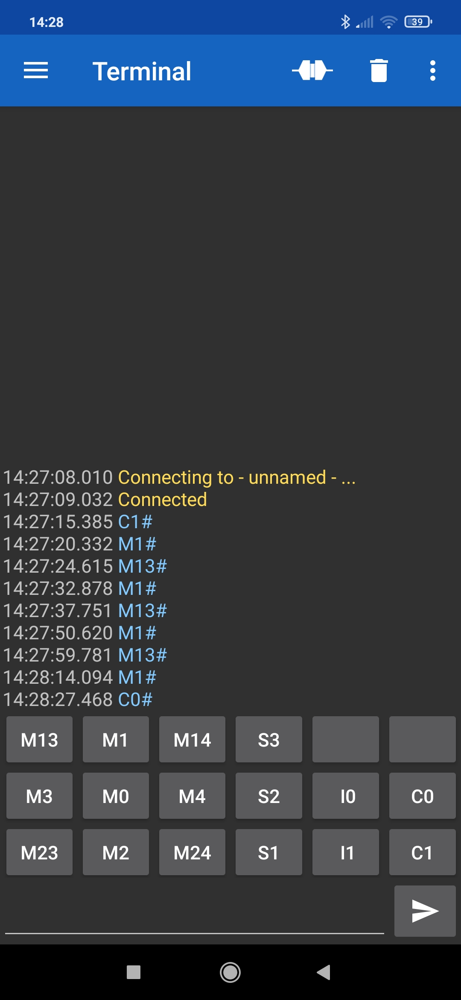 14:28
39
Terminal
14:27:08.010 Connecting to - unnamed - ...
14:27:09.032 Connected
14:27:15.385 C1#
14:27:20.332 M1#
14:27:24.615 M13#
14:27:32.878 M1#
14:27:37.751 M13#
14:27:50.620 M1#
14:27:59.781 M13#
14:28:14.094 M1#
14:28:27.468 C0#
M13 M1 M14 S3
M3 M0 M4 S2 I0 C0
M23 M2 M24 S1 I1 C1